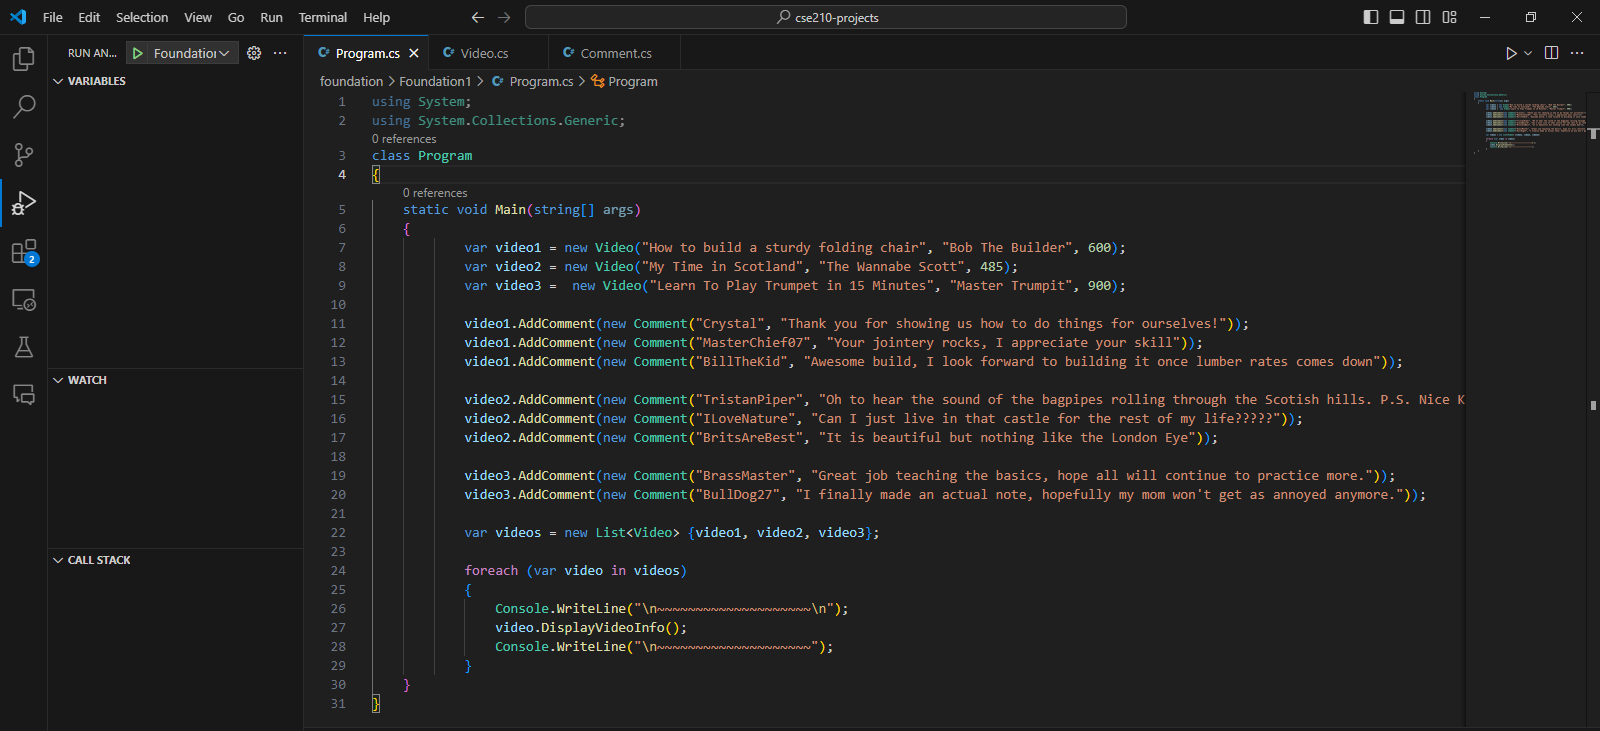 File Edit Selection View Go Run Terminal Help cse210-projects
RUN AN... Foundation
Program.cs Video.cs Comment.cs
VARIABLES
foundation > Foundation1 > Program.cs > Program
1 using System;
2 using System.Collections.Generic;
0 references
3 class Program
4 {
0 references
5 static void Main(string[] args)
6 {
7 var video1 = new Video("How to build a sturdy folding chair", "Bob The Builder", 600);
8 var video2 = new Video("My Time in Scotland", "The Wannabe Scott", 485);
9 var video3 =  new Video("Learn To Play Trumpet in 15 Minutes", "Master Trumpit", 900);
10
11 video1.AddComment(new Comment("Crystal", "Thank you for showing us how to do things for ourselves!"));
12 video1.AddComment(new Comment("MasterChief07", "Your jointery rocks, I appreciate your skill"));
13 video1.AddComment(new Comment("BillTheKid", "Awesome build, I look forward to building it once lumber rates comes down"));
14
15 video2.AddComment(new Comment("TristanPiper", "Oh to hear the sound of the bagpipes rolling through the Scotish hills. P.S. Nice K
16 video2.AddComment(new Comment("ILoveNature", "Can I just live in that castle for the rest of my life?????"));
17 video2.AddComment(new Comment("BritsAreBest", "It is beautiful but nothing like the London Eye"));
18
19 video3.AddComment(new Comment("BrassMaster", "Great job teaching the basics, hope all will continue to practice more."));
20 video3.AddComment(new Comment("BullDog27", "I finally made an actual note, hopefully my mom won't get as annoyed anymore."));
21
22 var videos = new List<Video> {video1, video2, video3};
23
24 foreach (var video in videos)
25 {
26 Console.WriteLine("\n~~~~~~~~~~~~~~~~~~~~\n");
27 video.DisplayVideoInfo();
28 Console.WriteLine("\n~~~~~~~~~~~~~~~~~~~~");
29 }
30 }
31 }
2
WATCH
CALL STACK